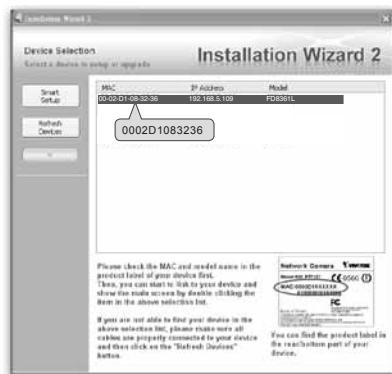 Installation Wizard 2
Device Selection
Select a device to setup or upgrade
Installation Wizard 2
Smart
Setup
Refresh
Devices
MAC IP Address Model
00-02-D1-08-32-36 192.168.5.109 FD8361L
0002D1083236
Please check the MAC and model name in the
product label of your device first.
Then, you can start to link to your device and
show the main screen by double clicking the
item in the above selection list.
If you are not able to find your device in the
above selection list, please make sure all
cables are properly connected to your device
and then click on the "Refresh Devices"
button.
Network Camera
MAC:0002D1XXXXXX
FC
You can find the product label in
the rear/bottom part of your
device.